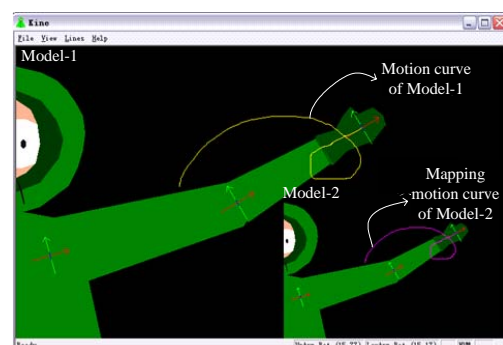 Kine
File View Lines Help
Model-1
Motion curve
of Model-1
Model-2
Mapping
motion curve
of Model-2
Ready